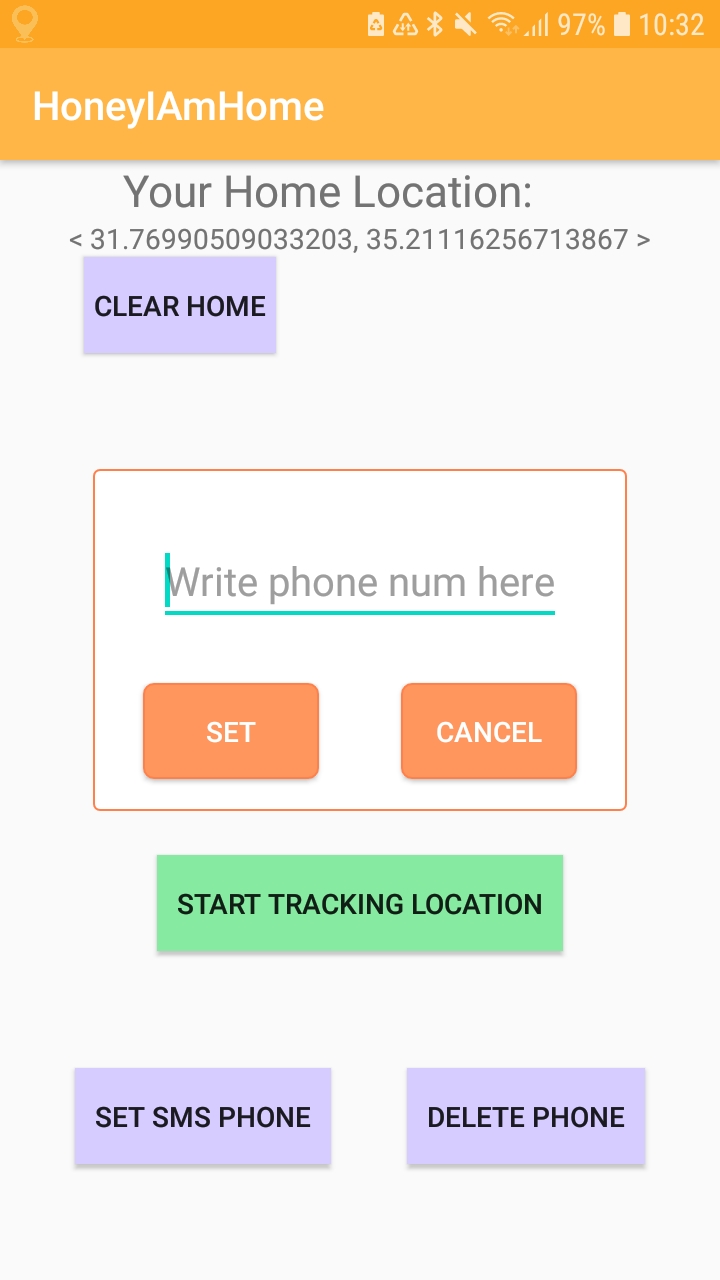 97% 10:32
HoneyIAmHome
Your Home Location:
< 31.76990509033203, 35.21116256713867 >
CLEAR HOME
Write phone num here
SET CANCEL
START TRACKING LOCATION
SET SMS PHONE DELETE PHONE